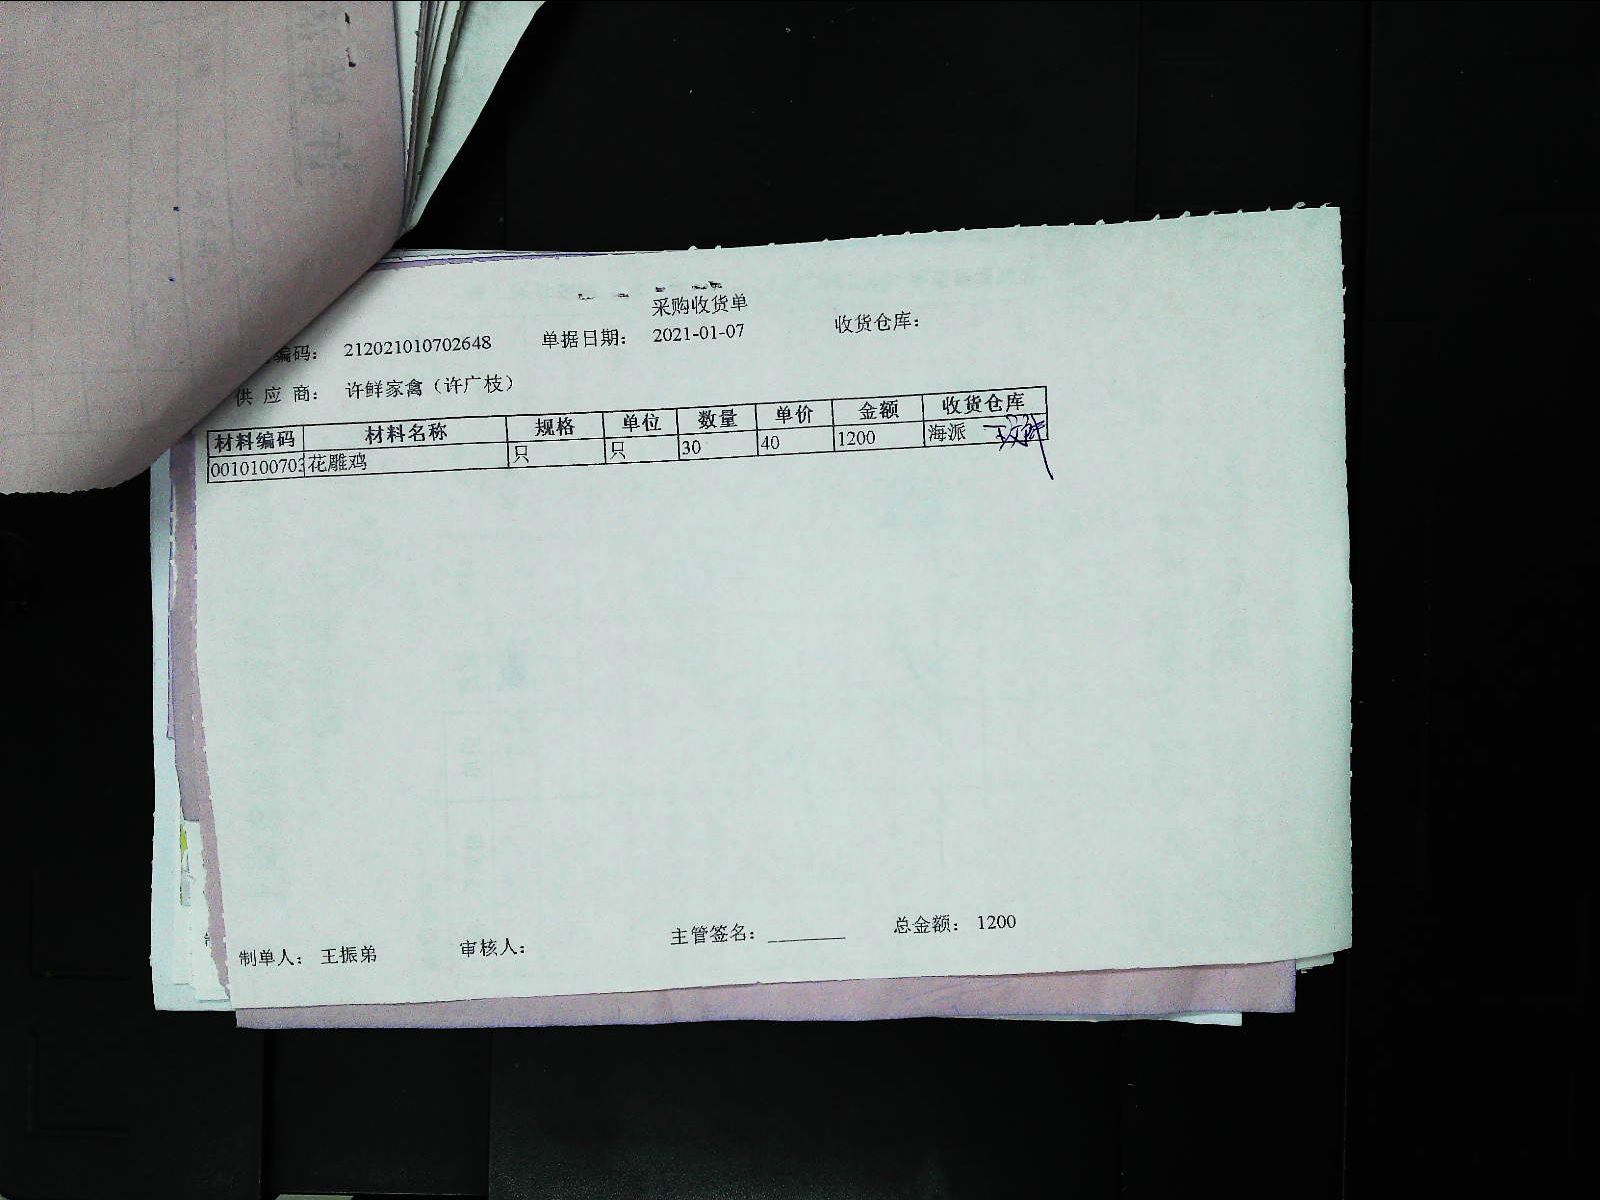 采购收货单
编码： 212021010702648 单据日期： 2021-01-07 收货仓库：
供 应 商： 许鲜家禽（许广枝）
材料编码 材料名称 规格 单位 数量 单价 金额 收货仓库
0010100703 花雕鸡 只 只 30 40 1200 海派
制单人： 王振弟 审核人： 主管签名：________ 总金额： 1200